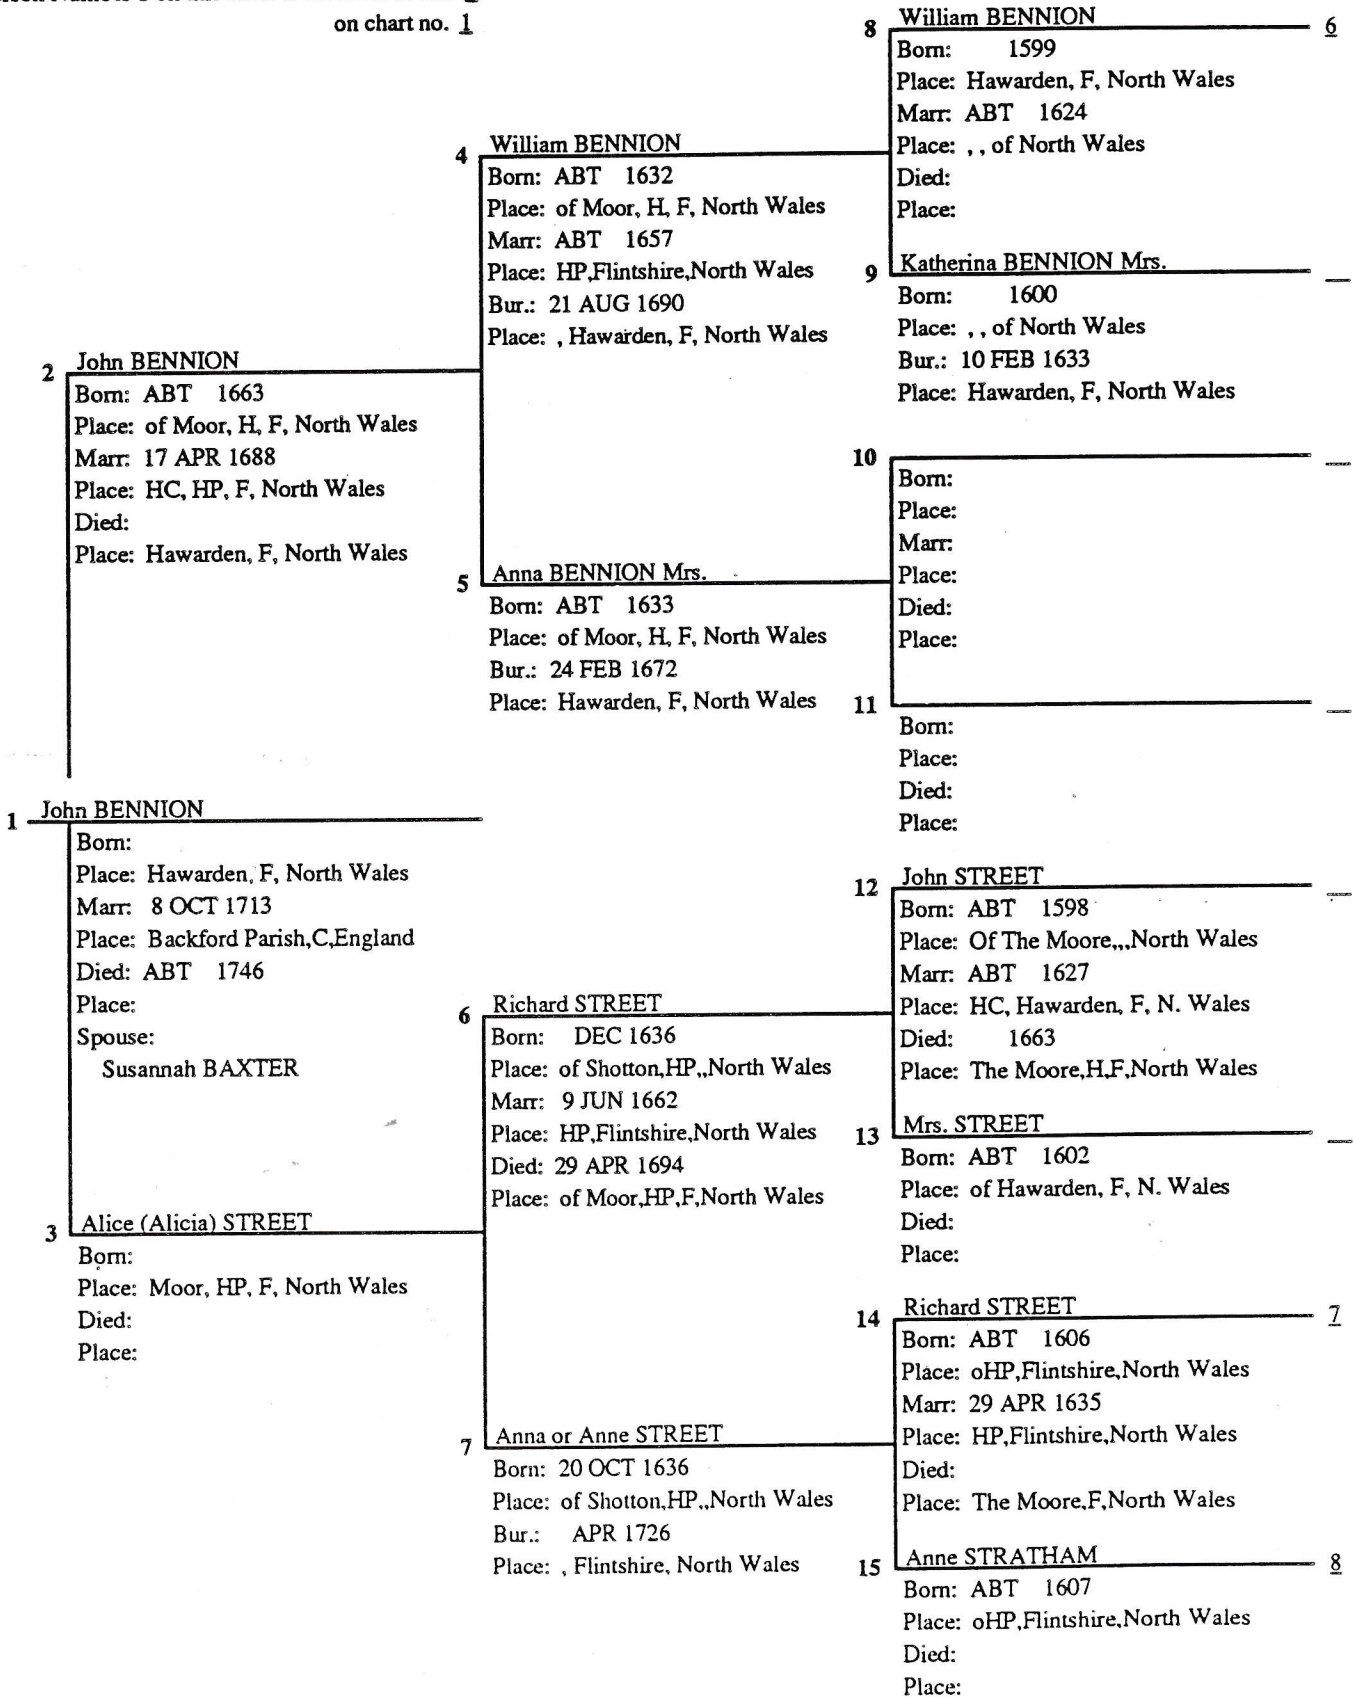 on chart no. 1
8 William BENNION 6
Born: 1599
Place: Hawarden, F, North Wales
Marr: ABT 1624
Place: , , of North Wales
Died:
Place:
4 William BENNION
Born: ABT 1632
Place: of Moor, H, F, North Wales
Marr: ABT 1657
Place: HP,Flintshire,North Wales
Bur.: 21 AUG 1690
Place: , Hawarden, F, North Wales
9 Katherina BENNION Mrs.
Born: 1600
Place: , , of North Wales
Bur.: 10 FEB 1633
Place: Hawarden, F, North Wales
2 John BENNION
Born: ABT 1663
Place: of Moor, H, F, North Wales
Marr: 17 APR 1688
Place: HC, HP, F, North Wales
Died:
Place: Hawarden, F, North Wales
10
Born:
Place:
Marr:
Place:
Died:
Place:
5 Anna BENNION Mrs.
Born: ABT 1633
Place: of Moor, H, F, North Wales
Bur.: 24 FEB 1672
Place: Hawarden, F, North Wales
11
Born:
Place:
Died:
Place:
1 John BENNION
Born:
Place: Hawarden, F, North Wales
Marr: 8 OCT 1713
Place: Backford Parish,C,England
Died: ABT 1746
Place:
Spouse:
Susannah BAXTER
12 John STREET
Born: ABT 1598
Place: Of The Moore,,,North Wales
Marr: ABT 1627
Place: HC, Hawarden, F, N. Wales
Died: 1663
Place: The Moore,H,F,North Wales
6 Richard STREET
Born: DEC 1636
Place: of Shotton,HP,,North Wales
Marr: 9 JUN 1662
Place: HP,Flintshire,North Wales
Died: 29 APR 1694
Place: of Moor,HP,F,North Wales
13 Mrs. STREET
Born: ABT 1602
Place: of Hawarden, F, N. Wales
Died:
Place:
3 Alice (Alicia) STREET
Born:
Place: Moor, HP, F, North Wales
Died:
Place:
14 Richard STREET 7
Born: ABT 1606
Place: oHP,Flintshire,North Wales
Marr: 29 APR 1635
Place: HP,Flintshire,North Wales
Died:
Place: The Moore,F,North Wales
7 Anna or Anne STREET
Born: 20 OCT 1636
Place: of Shotton,HP,,North Wales
Bur.: APR 1726
Place: , Flintshire, North Wales
15 Anne STRATHAM 8
Born: ABT 1607
Place: oHP,Flintshire,North Wales
Died:
Place: